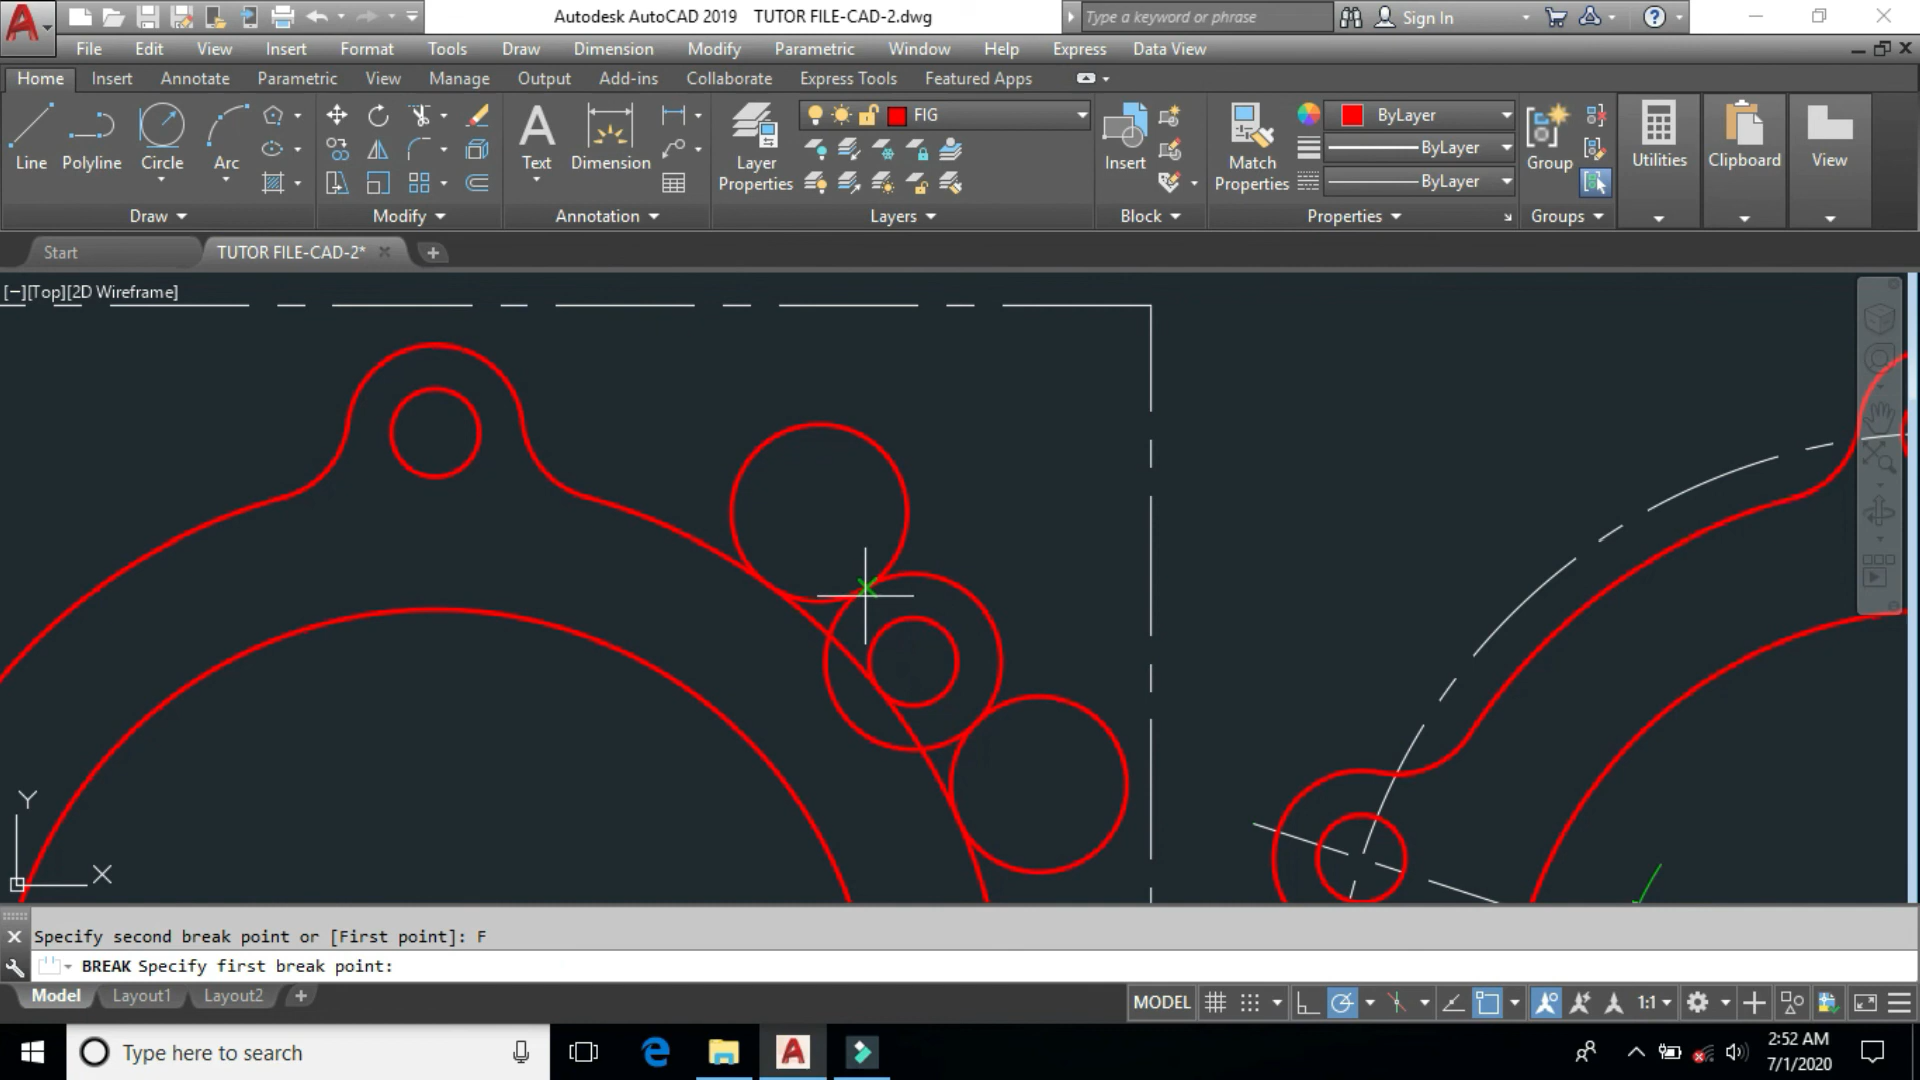 Autodesk AutoCAD 2019 TUTOR FILE-CAD-2.dwg
Type a keyword or phrase
Sign In
File Edit View Insert Format Tools Draw Dimension Modify Parametric Window Help Express Data View
Home Insert Annotate Parametric View Manage Output Add-ins Collaborate Express Tools Featured Apps
FIG
ByLayer
ByLayer
ByLayer
Line Polyline Circle Arc
Text Dimension
Layer Properties
Insert
Match Properties
Group
Utilities Clipboard View
Draw Modify Annotation Layers Block Properties Groups
Start TUTOR FILE-CAD-2*
[–][Top][2D Wireframe]
Y
X
Specify second break point or [First point]: F
BREAK Specify first break point:
Model Layout1 Layout2
MODEL 1:1
Type here to search
2:52 AM
7/1/2020